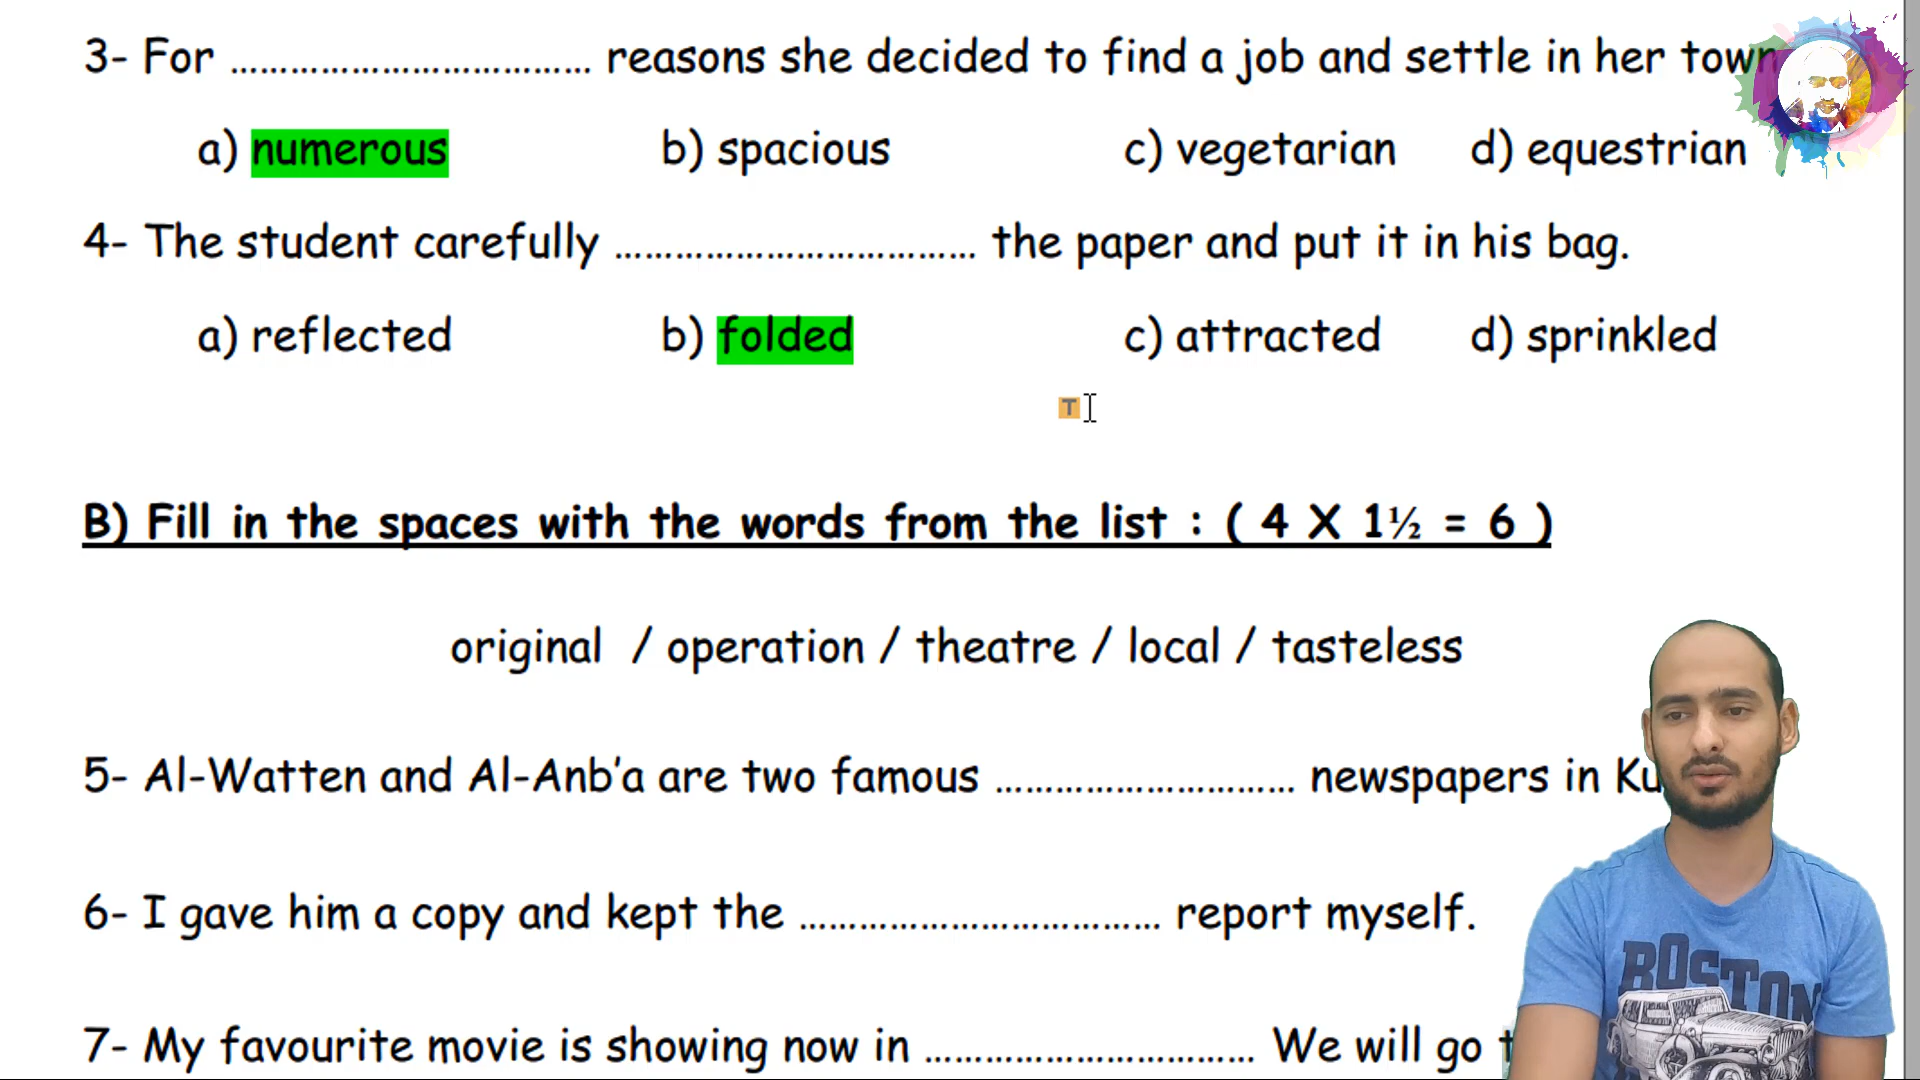 3- For ................................. reasons she decided to find a job and settle in her town
a) numerous b) spacious c) vegetarian d) equestrian
4- The student carefully ................................. the paper and put it in his bag.
a) reflected b) folded c) attracted d) sprinkled
T
B) Fill in the spaces with the words from the list : ( 4 X 1½ = 6 )
original / operation / theatre / local / tasteless
5- Al-Watten and Al-Anb'a are two famous ........................... newspapers in Ku
6- I gave him a copy and kept the ................................. report myself.
7- My favourite movie is showing now in .............................. We will go t
BOSTON